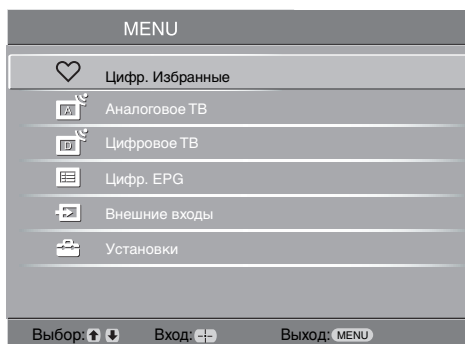 MENU
Цифр. Избранные
A Аналоговое ТВ
D Цифровое ТВ
Цифр. EPG
Внешние входы
Установки
Выбор: Вход: Выход: MENU